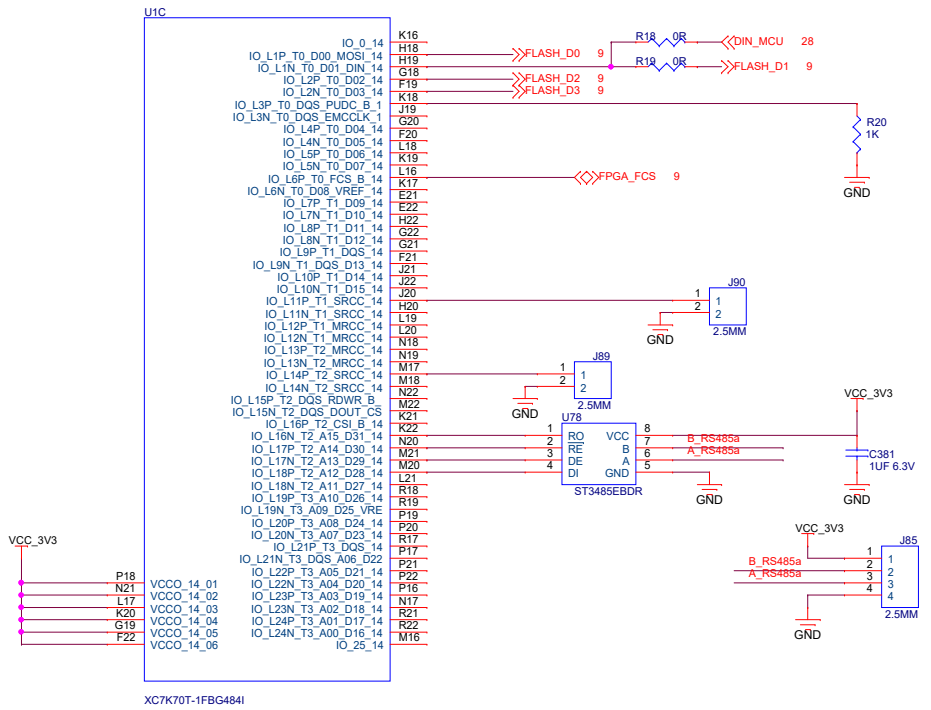 U1C
IO_0_14 K16
IO_L1P_T0_D00_MOSI_14 H18
IO_L1N_T0_D01_DIN_14 H19
IO_L2P_T0_D02_14 G18
IO_L2N_T0_D03_14 F19
IO_L3P_T0_DQS_PUDC_B_1 K18
IO_L3N_T0_DQS_EMCCLK_1 J19
IO_L4P_T0_D04_14 G20
IO_L4N_T0_D05_14 F20
IO_L5P_T0_D06_14 L18
IO_L5N_T0_D07_14 K19
IO_L6P_T0_FCS_B_14 L16
IO_L6N_T0_D08_VREF_14 K17
IO_L7P_T1_D09_14 E21
IO_L7N_T1_D10_14 E22
IO_L8P_T1_D11_14 H22
IO_L8N_T1_D12_14 G22
IO_L9P_T1_DQS_14 G21
IO_L9N_T1_DQS_D13_14 F21
IO_L10P_T1_D14_14 J21
IO_L10N_T1_D15_14 J22
IO_L11P_T1_SRCC_14 J20
IO_L11N_T1_SRCC_14 H20
IO_L12P_T1_MRCC_14 L19
IO_L12N_T1_MRCC_14 L20
IO_L13P_T2_MRCC_14 N18
IO_L13N_T2_MRCC_14 N19
IO_L14P_T2_SRCC_14 M17
IO_L14N_T2_SRCC_14 M18
IO_L15P_T2_DQS_RDWR_B_ N22
IO_L15N_T2_DQS_DOUT_CS M22
IO_L16P_T2_CSI_B_14 K21
IO_L16N_T2_A15_D31_14 K22
IO_L17P_T2_A14_D30_14 N20
IO_L17N_T2_A13_D29_14 M21
IO_L18P_T2_A12_D28_14 M20
IO_L18N_T2_A11_D27_14 L21
IO_L19P_T3_A10_D26_14 R18
IO_L19N_T3_A09_D25_VRE R19
IO_L20P_T3_A08_D24_14 P19
IO_L20N_T3_A07_D23_14 P20
IO_L21P_T3_DQS_14 R17
IO_L21N_T3_DQS_A06_D22 P17
IO_L22P_T3_A05_D21_14 P21
IO_L22N_T3_A04_D20_14 P22
IO_L23P_T3_A03_D19_14 P16
IO_L23N_T3_A02_D18_14 N17
IO_L24P_T3_A01_D17_14 R21
IO_L24N_T3_A00_D16_14 R22
IO_25_14 M16
VCC_3V3
P18 VCCO_14_01
N21 VCCO_14_02
L17 VCCO_14_03
K20 VCCO_14_04
G19 VCCO_14_05
F22 VCCO_14_06
XC7K70T-1FBG484I
R18 0R DIN_MCU 28
FLASH_D0 9
R19 0R FLASH_D1 9
FLASH_D2 9
FLASH_D3 9
R20
1K
GND
FPGA_FCS 9
J90
1 1
2 2
GND
2.5MM
J89
1 1
2 2
GND
2.5MM
U78
1 RO VCC 8
2 RE B 7 B_RS485a
3 DE A 6 A_RS485a
4 DI GND 5
ST3485EBDR
GND
VCC_3V3
C381
1UF 6.3V
GND
VCC_3V3
J85
1 1
B_RS485a 2 2
A_RS485a 3 3
4 4
GND
2.5MM